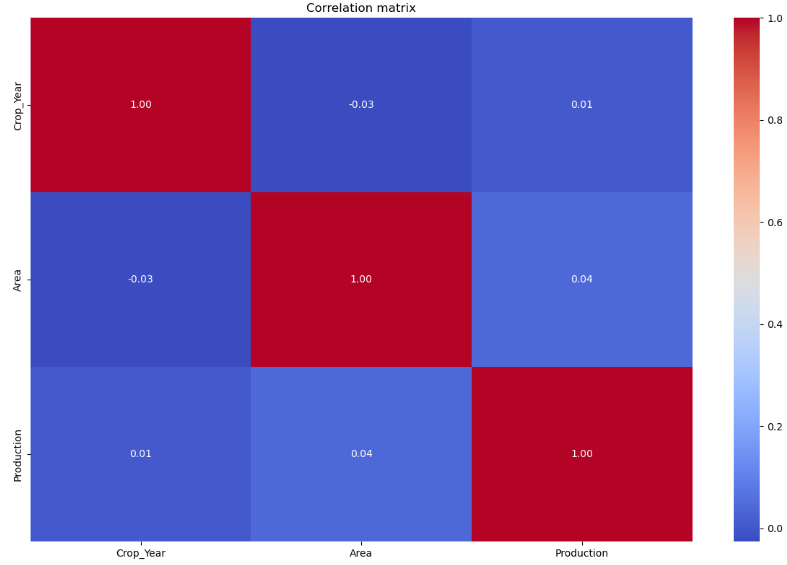 Correlation matrix
Crop_Year
1.00
-0.03
0.01
Area
-0.03
1.00
0.04
Production
0.01
0.04
1.00
Crop_Year
Area
Production
1.0
0.8
0.6
0.4
0.2
0.0